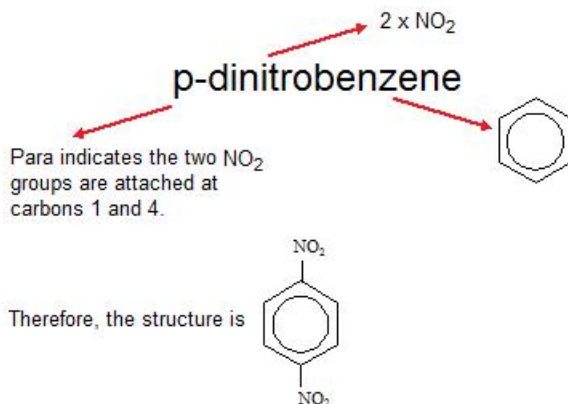 2 x NO₂
p-dinitrobenzene
Para indicates the two NO₂
groups are attached at
carbons 1 and 4.
NO₂
Therefore, the structure is
NO₂